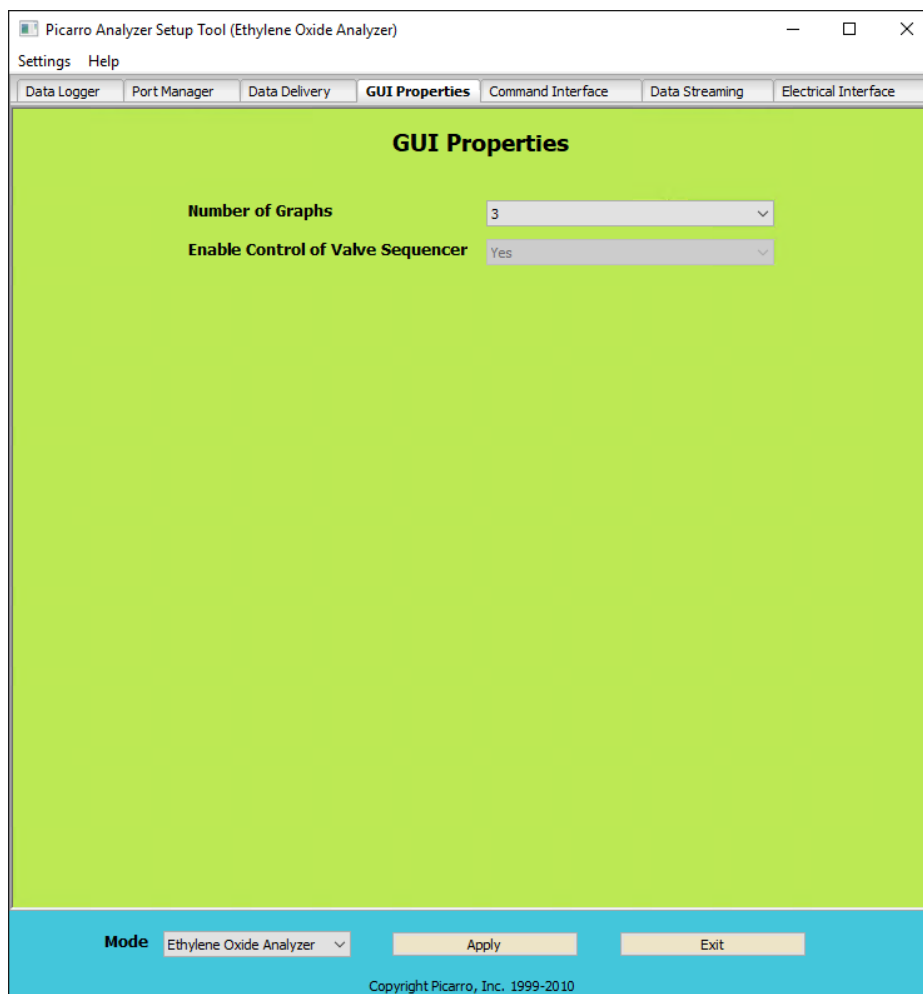 Picarro Analyzer Setup Tool (Ethylene Oxide Analyzer)
Settings Help
Data Logger Port Manager Data Delivery GUI Properties Command Interface Data Streaming Electrical Interface
GUI Properties
Number of Graphs 3
Enable Control of Valve Sequencer Yes
Mode Ethylene Oxide Analyzer Apply Exit
Copyright Picarro, Inc. 1999-2010